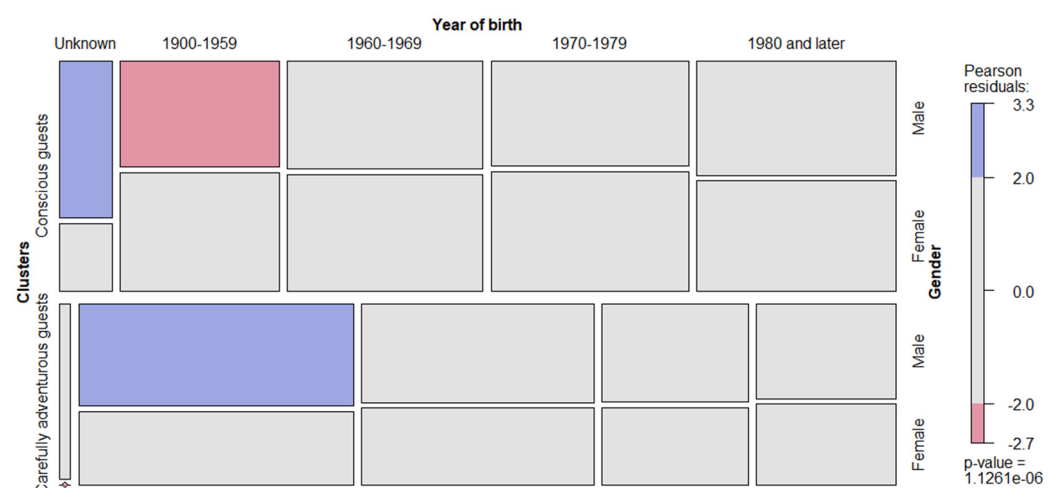 Year of birth
Unknown 1900-1959 1960-1969 1970-1979 1980 and later
Clusters
Conscious guests
Carefully adventurous guests
Male
Female
Male
Female
Gender
Pearson
residuals:
3.3
2.0
0.0
-2.0
-2.7
p-value =
1.1261e-06